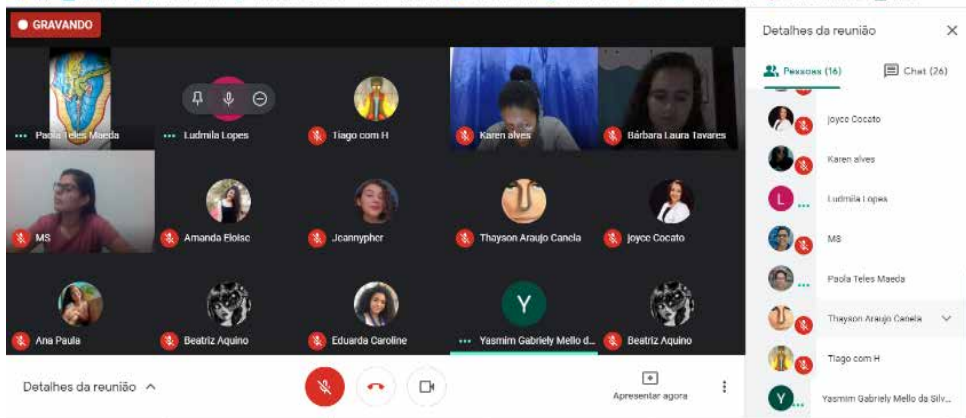 GRAVANDO
Paola Teles Maeda
Ludmila Lopes
Tiago com H
Karen alves
Bárbara Laura Tavares
MS
Amanda Eloise
Jeannypher
Thayson Araujo Canela
joyce Cocato
Ana Paula
Beatriz Aquino
Eduarda Caroline
Y
Yasmim Gabriely Mello d...
Beatriz Aquino
Detalhes da reunião
Apresentar agora
Detalhes da reunião
Pessoas (16)
Chat (26)
joyce Cocato
Karen alves
L
Ludmila Lopes
MS
Paola Teles Maeda
Thayson Araujo Canela
Tiago com H
Y
Yasmim Gabriely Mello da Silv...